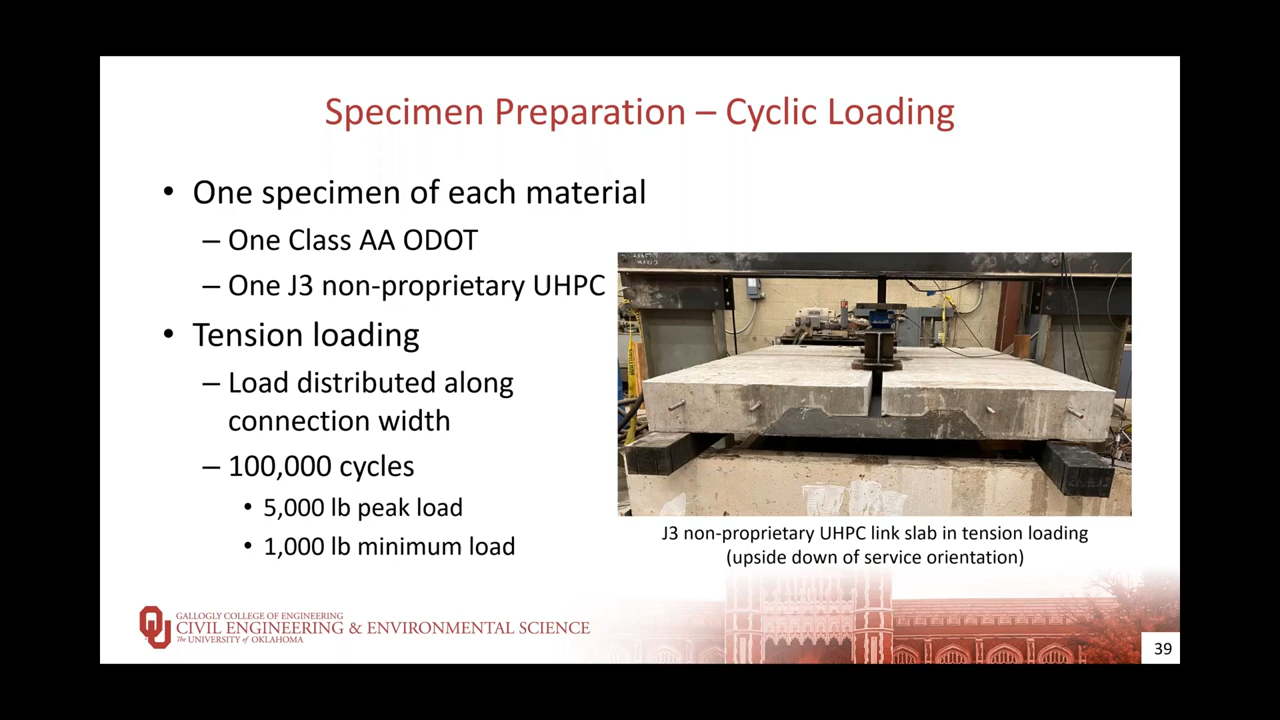 Specimen Preparation – Cyclic Loading
• One specimen of each material
– One Class AA ODOT
– One J3 non-proprietary UHPC
• Tension loading
– Load distributed along
connection width
– 100,000 cycles
• 5,000 lb peak load
• 1,000 lb minimum load
J3 non-proprietary UHPC link slab in tension loading
(upside down of service orientation)
OU
GALLOGLY COLLEGE OF ENGINEERING
CIVIL ENGINEERING & ENVIRONMENTAL SCIENCE
The UNIVERSITY of OKLAHOMA
39